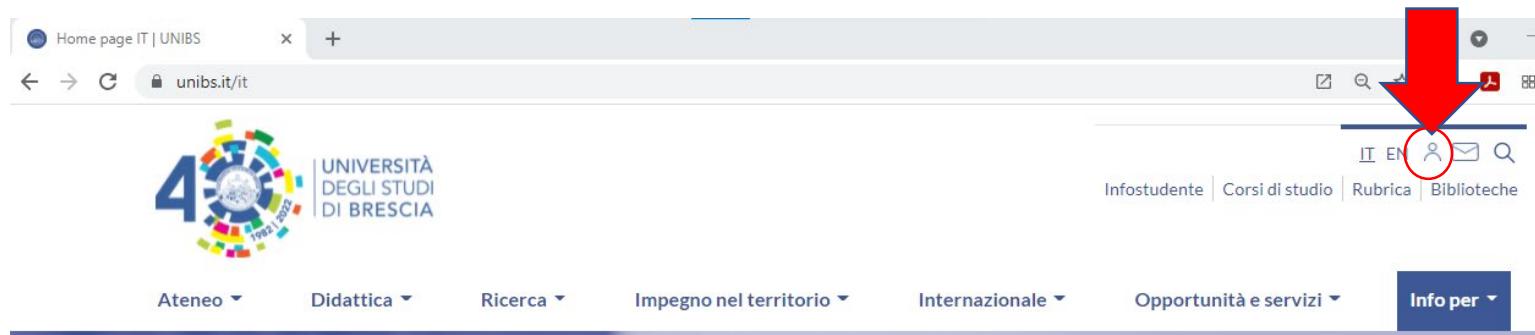 Home page IT | UNIBS
unibs.it/it
IT EN
UNIVERSITÀ
DEGLI STUDI
DI BRESCIA
40
1982 | 2022
Infostudente | Corsi di studio | Rubrica | Biblioteche
Ateneo Didattica Ricerca Impegno nel territorio Internazionale Opportunità e servizi Info per